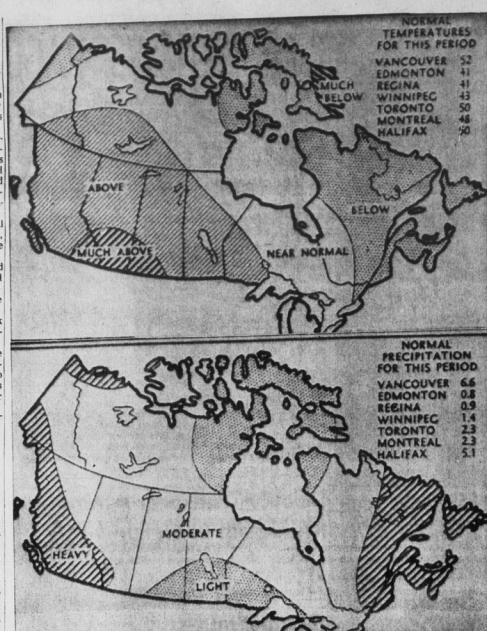 NORMAL
TEMPERATURES
FOR THIS PERIOD
VANCOUVER 52
EDMONTON 41
REGINA 41
WINNIPEG 43
TORONTO 50
MONTREAL 48
HALIFAX 50
MUCH
BELOW
ABOVE
BELOW
MUCH ABOVE
NEAR NORMAL
NORMAL
PRECIPITATION
FOR THIS PERIOD
VANCOUVER 6.6
EDMONTON 0.8
REGINA 0.9
WINNIPEG 1.4
TORONTO 2.3
MONTREAL 2.3
HALIFAX 5.1
MODERATE
HEAVY
LIGHT